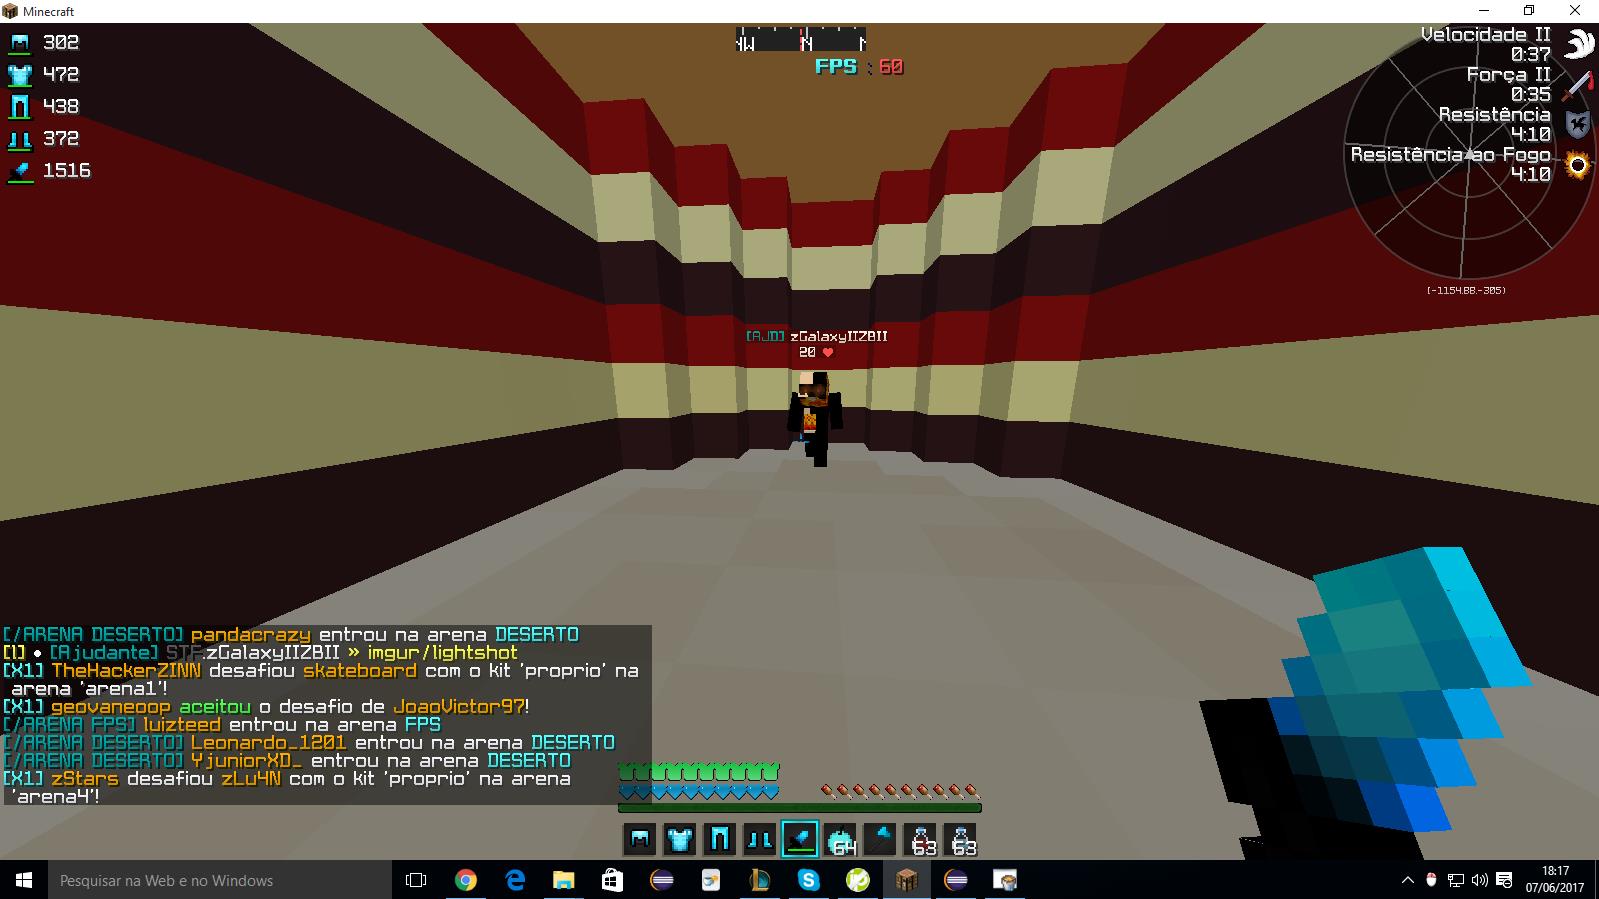 Minecraft
302
472
438
372
1516
NW N
FPS : 60
Velocidade II
0:37
Força II
0:35
Resistência
4:10
Resistência ao Fogo
4:10
[AJD] zGalaxyIIZBII
20
[/ARENA DESERTO] pandacrazy entrou na arena DESERTO
[l] • [Ajudante] STF.zGalaxyIIZBII » imgur/lightshot
[X1] TheHackerZINN desafiou skateboard com o kit 'proprio' na
arena 'arena1'!
[X1] geovaneoop aceitou o desafio de JoaoVictor97!
[/ARENA FPS] luizteed entrou na arena FPS
[/ARENA DESERTO] Leonardo_1201 entrou na arena DESERTO
[/ARENA DESERTO] YjuniorXD_ entrou na arena DESERTO
[X1] zStars desafiou zLu4N com o kit 'proprio' na arena
'arena4'!
64
63
63
Pesquisar na Web e no Windows
18:17
07/06/2017